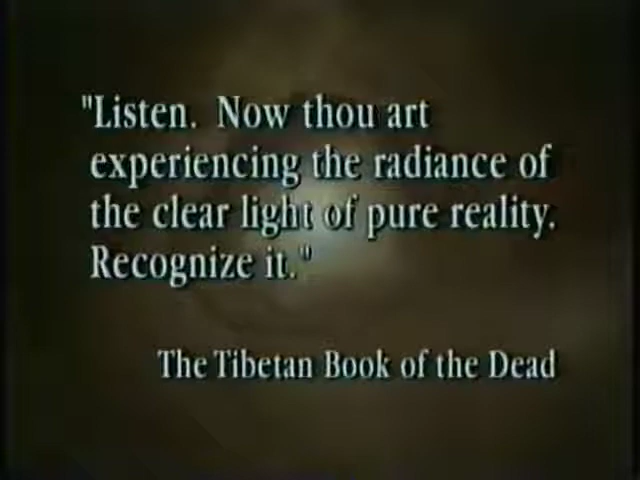 "Listen. Now thou art
experiencing the radiance of
the clear light of pure reality.
Recognize it."
The Tibetan Book of the Dead